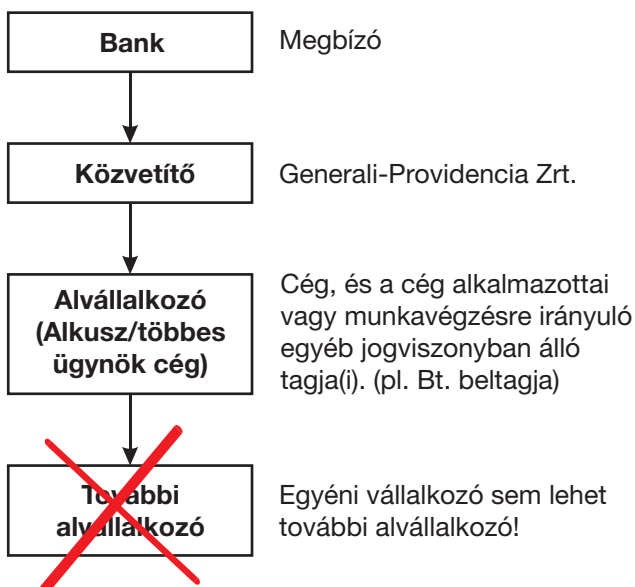 Bank
Megbízó
Közvetítő
Generali-Providencia Zrt.
Alvállalkozó
(Alkusz/többes
ügynök cég)
Cég, és a cég alkalmazottai
vagy munkavégzésre irányuló
egyéb jogviszonyban álló
tagja(i). (pl. Bt. beltagja)
További
alvállalkozó
Egyéni vállalkozó sem lehet
további alvállalkozó!